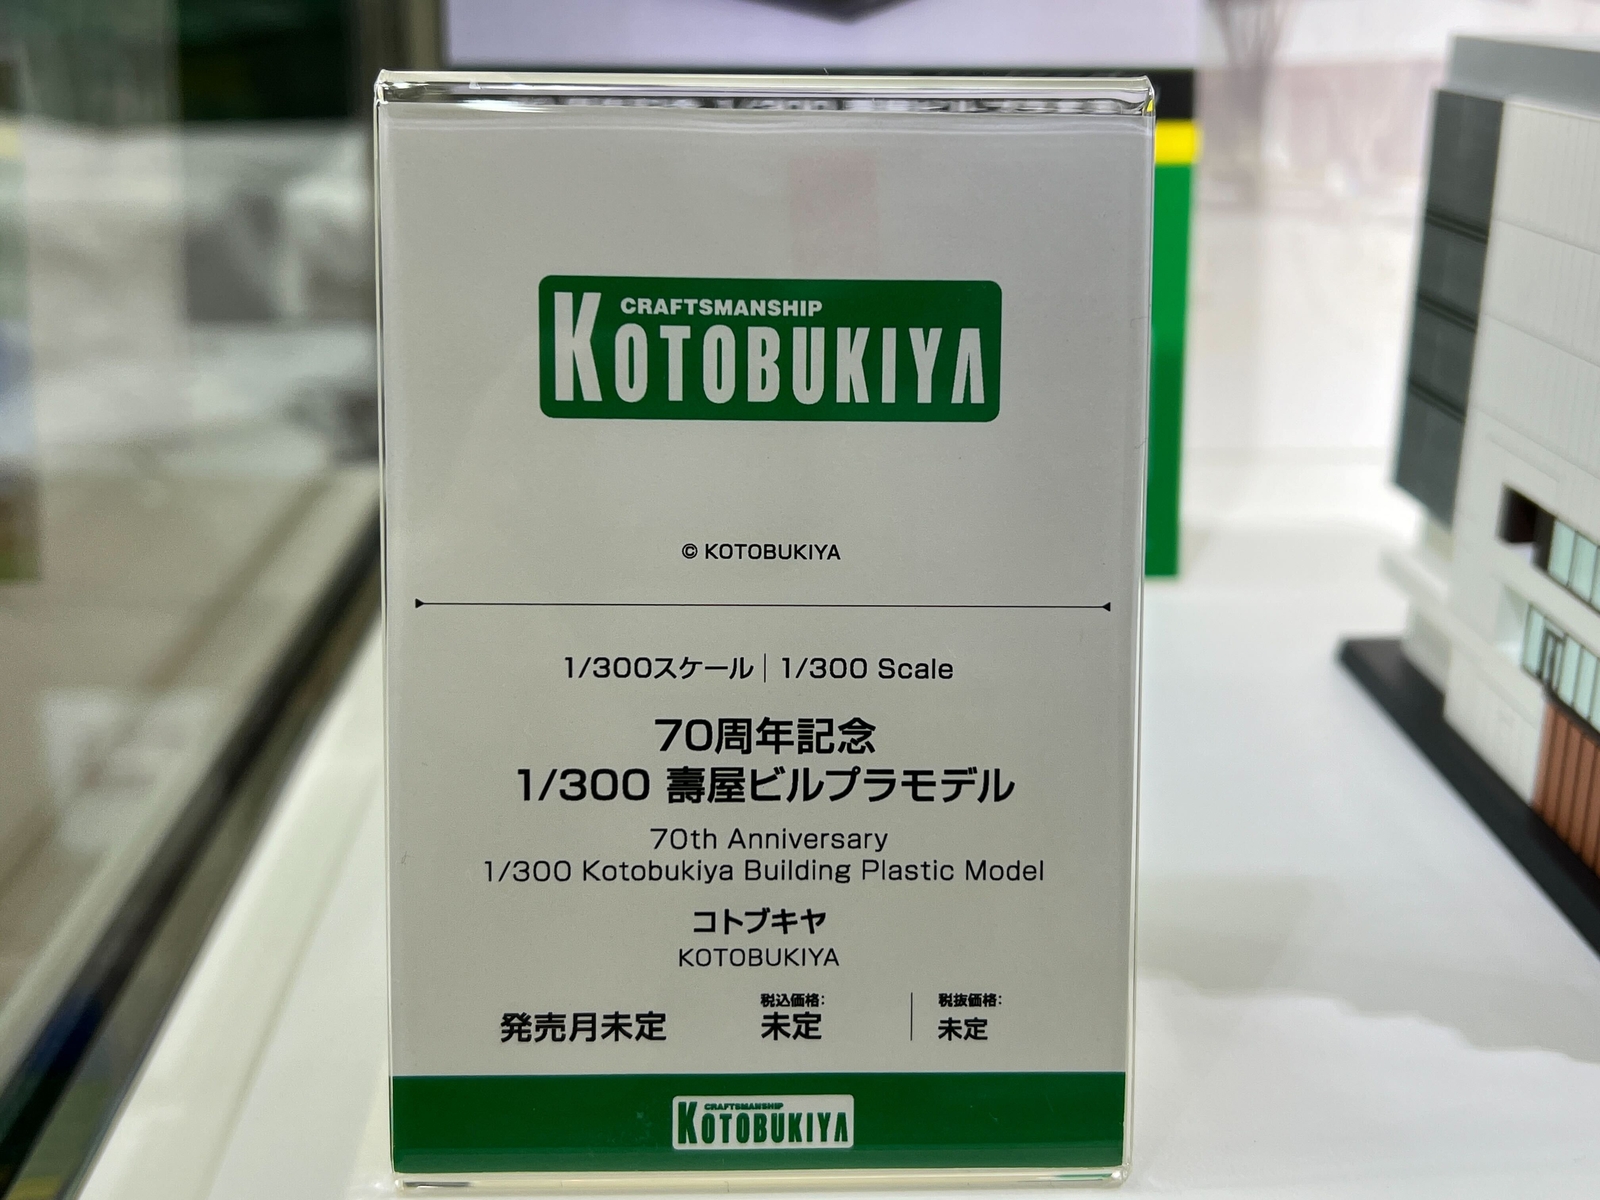 CRAFTSMANSHIP
KOTOBUKIYA
© KOTOBUKIYA
1/300スケール | 1/300 Scale
70周年記念
1/300 壽屋ビルプラモデル
70th Anniversary
1/300 Kotobukiya Building Plastic Model
コトブキヤ
KOTOBUKIYA
発売月未定
税込価格:
未定
税抜価格:
未定
CRAFTSMANSHIP
KOTOBUKIYA